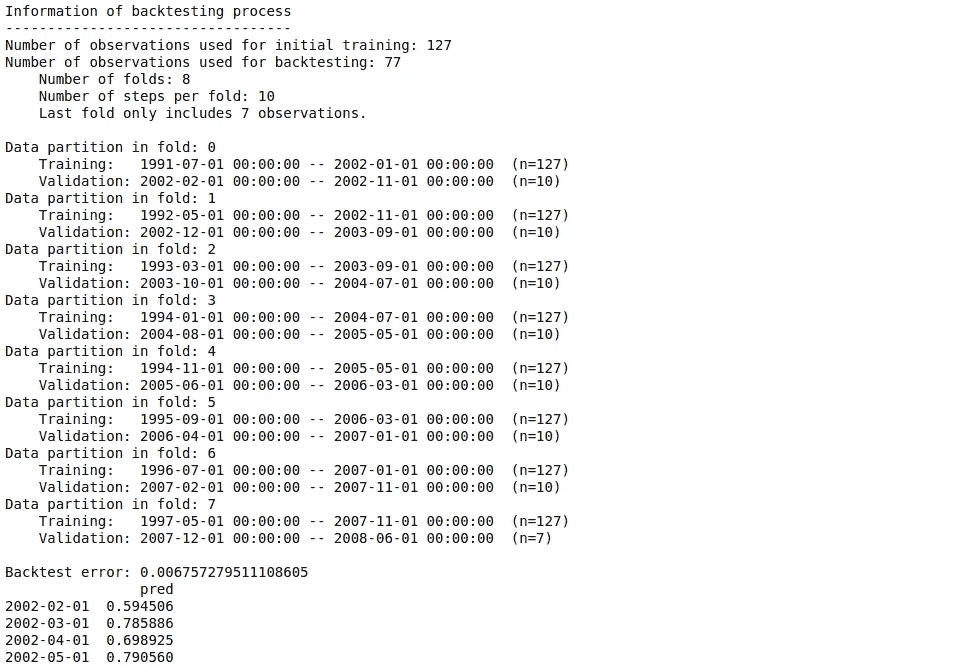 Information of backtesting process
----------------------------------
Number of observations used for initial training: 127
Number of observations used for backtesting: 77
    Number of folds: 8
    Number of steps per fold: 10
    Last fold only includes 7 observations.

Data partition in fold: 0
    Training:   1991-07-01 00:00:00 -- 2002-01-01 00:00:00  (n=127)
    Validation: 2002-02-01 00:00:00 -- 2002-11-01 00:00:00  (n=10)
Data partition in fold: 1
    Training:   1992-05-01 00:00:00 -- 2002-11-01 00:00:00  (n=127)
    Validation: 2002-12-01 00:00:00 -- 2003-09-01 00:00:00  (n=10)
Data partition in fold: 2
    Training:   1993-03-01 00:00:00 -- 2003-09-01 00:00:00  (n=127)
    Validation: 2003-10-01 00:00:00 -- 2004-07-01 00:00:00  (n=10)
Data partition in fold: 3
    Training:   1994-01-01 00:00:00 -- 2004-07-01 00:00:00  (n=127)
    Validation: 2004-08-01 00:00:00 -- 2005-05-01 00:00:00  (n=10)
Data partition in fold: 4
    Training:   1994-11-01 00:00:00 -- 2005-05-01 00:00:00  (n=127)
    Validation: 2005-06-01 00:00:00 -- 2006-03-01 00:00:00  (n=10)
Data partition in fold: 5
    Training:   1995-09-01 00:00:00 -- 2006-03-01 00:00:00  (n=127)
    Validation: 2006-04-01 00:00:00 -- 2007-01-01 00:00:00  (n=10)
Data partition in fold: 6
    Training:   1996-07-01 00:00:00 -- 2007-01-01 00:00:00  (n=127)
    Validation: 2007-02-01 00:00:00 -- 2007-11-01 00:00:00  (n=10)
Data partition in fold: 7
    Training:   1997-05-01 00:00:00 -- 2007-11-01 00:00:00  (n=127)
    Validation: 2007-12-01 00:00:00 -- 2008-06-01 00:00:00  (n=7)

Backtest error: 0.006757279511108605
                pred
2002-02-01  0.594506
2002-03-01  0.785886
2002-04-01  0.698925
2002-05-01  0.790560